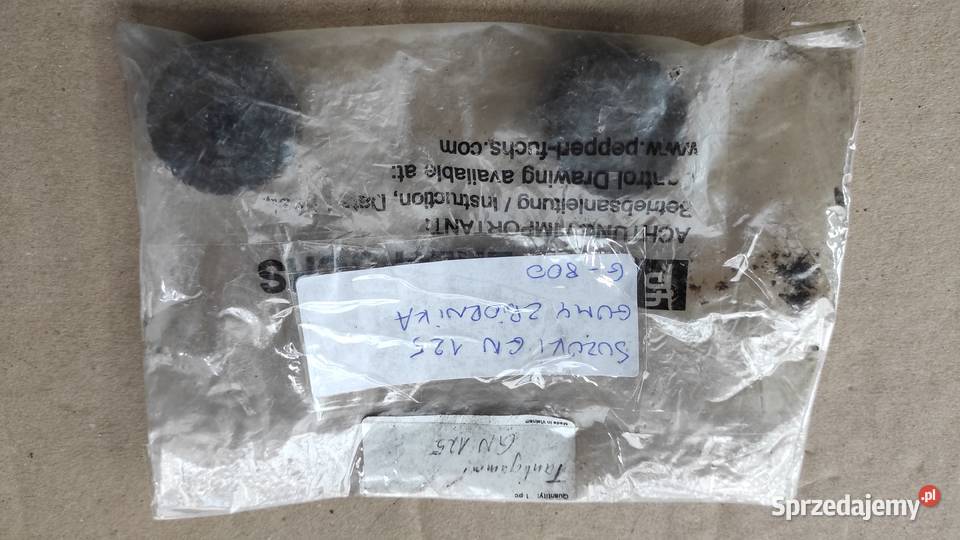 SUZUKI GN 125
GUMY ZBIORNIKA
G-800
ACHTUNG/IMPORTANT:
Betriebsanleitung / Instruction,
Control Drawing available at:
www.pepperl-fuchs.com
Made in Vietnam
Tankgummi
GN 125
Quantity: 1 pc
Sprzedajemy.pl